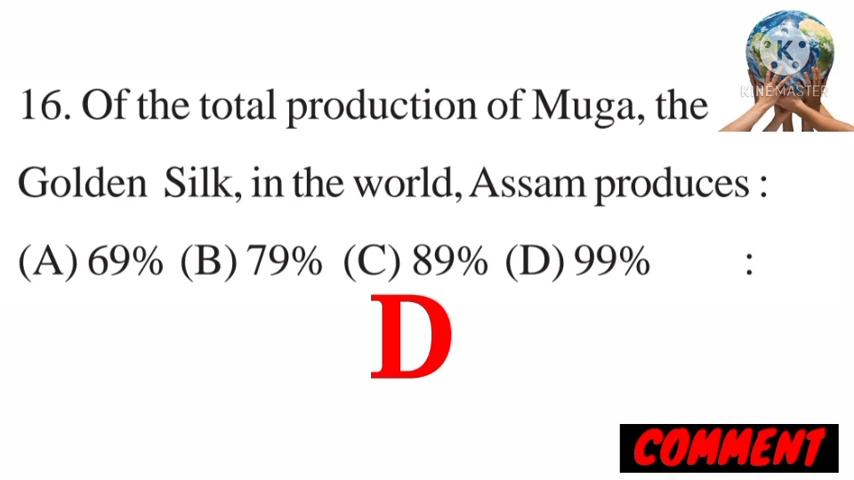 K
KINEMASTER
16. Of the total production of Muga, the
Golden Silk, in the world, Assam produces :
(A) 69% (B) 79% (C) 89% (D) 99% :
D
COMMENT